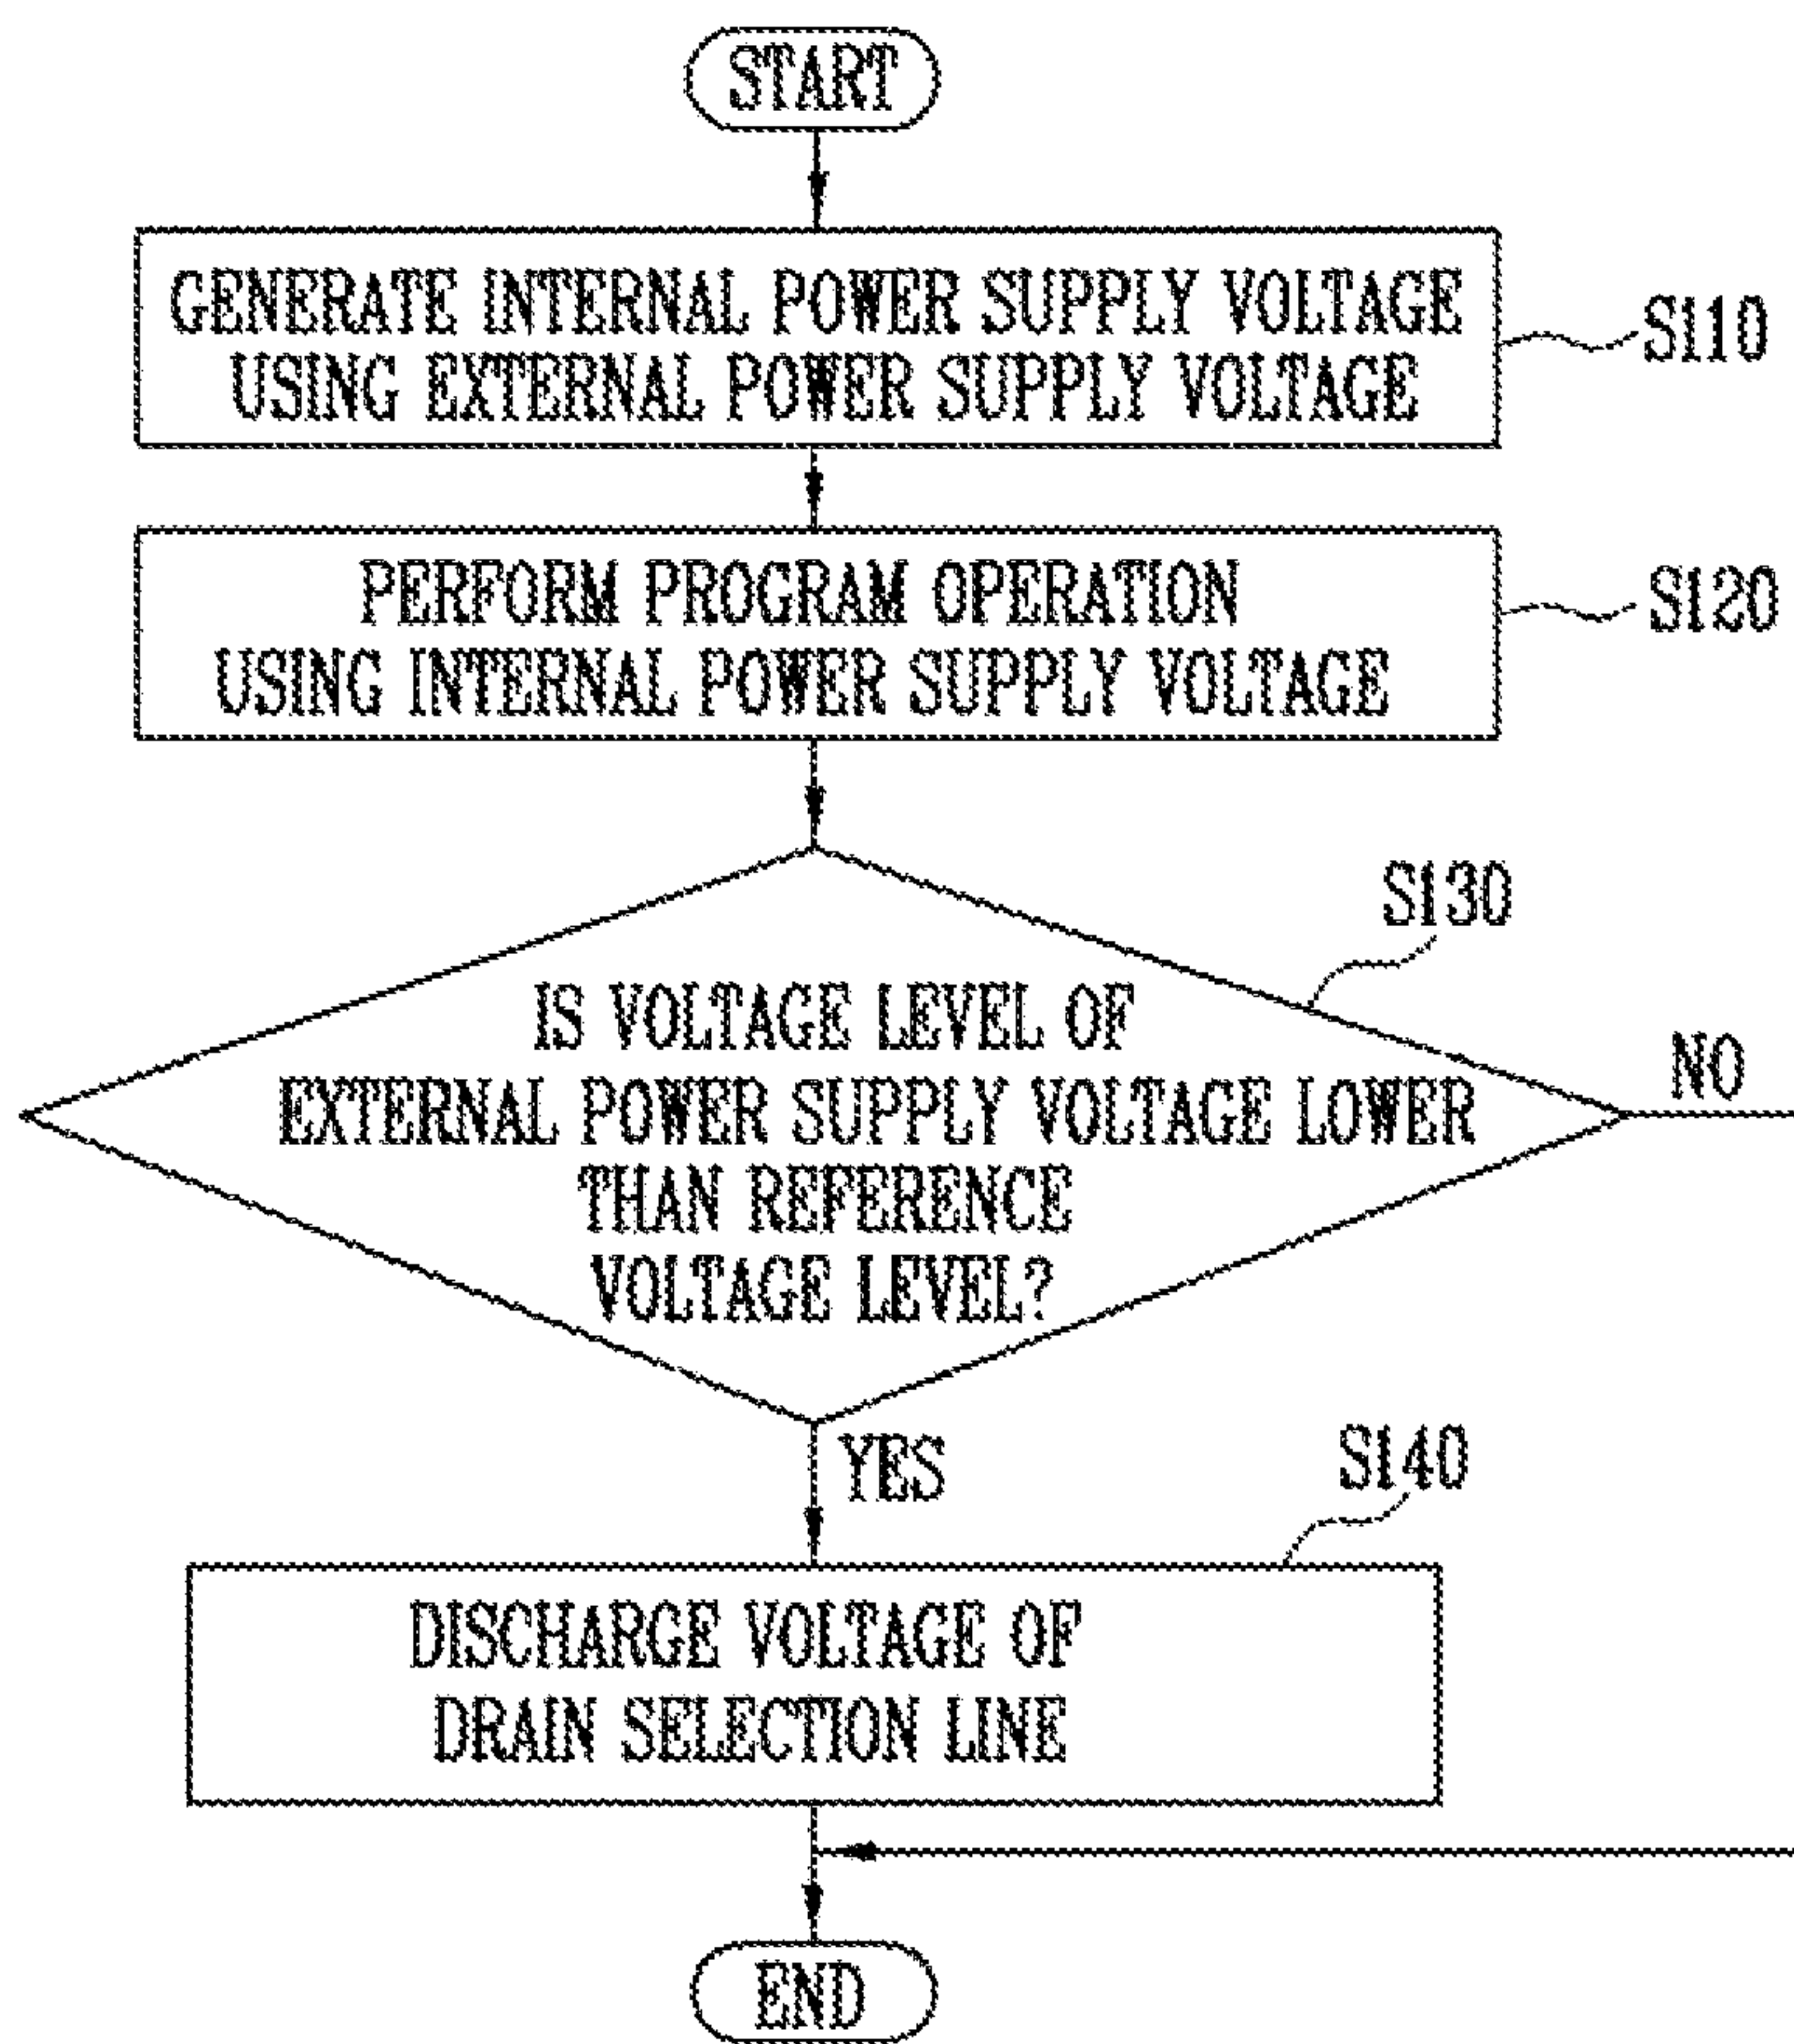 START
GENERATE INTERNAL POWER SUPPLY VOLTAGE
USING EXTERNAL POWER SUPPLY VOLTAGE
S110
PERFORM PROGRAM OPERATION
USING INTERNAL POWER SUPPLY VOLTAGE
S120
S130
IS VOLTAGE LEVEL OF
EXTERNAL POWER SUPPLY VOLTAGE LOWER
THAN REFERENCE
VOLTAGE LEVEL?
NO
YES
S140
DISCHARGE VOLTAGE OF
DRAIN SELECTION LINE
END